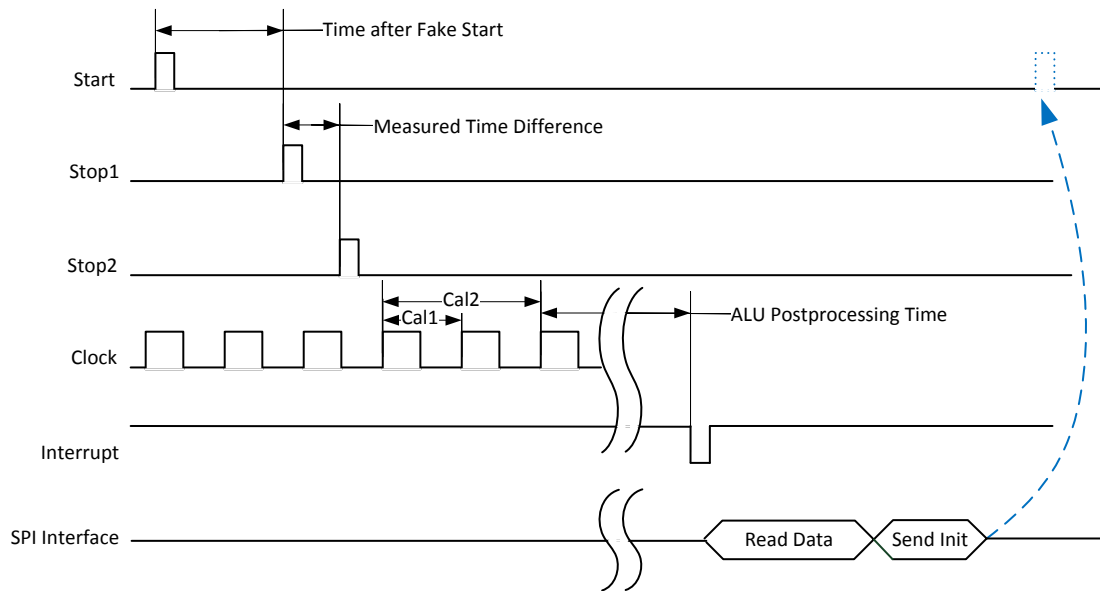 Time after Fake Start
Start
Measured Time Difference
Stop1
Stop2
Cal2
Cal1
ALU Postprocessing Time
Clock
Interrupt
SPI Interface
Read Data
Send Init